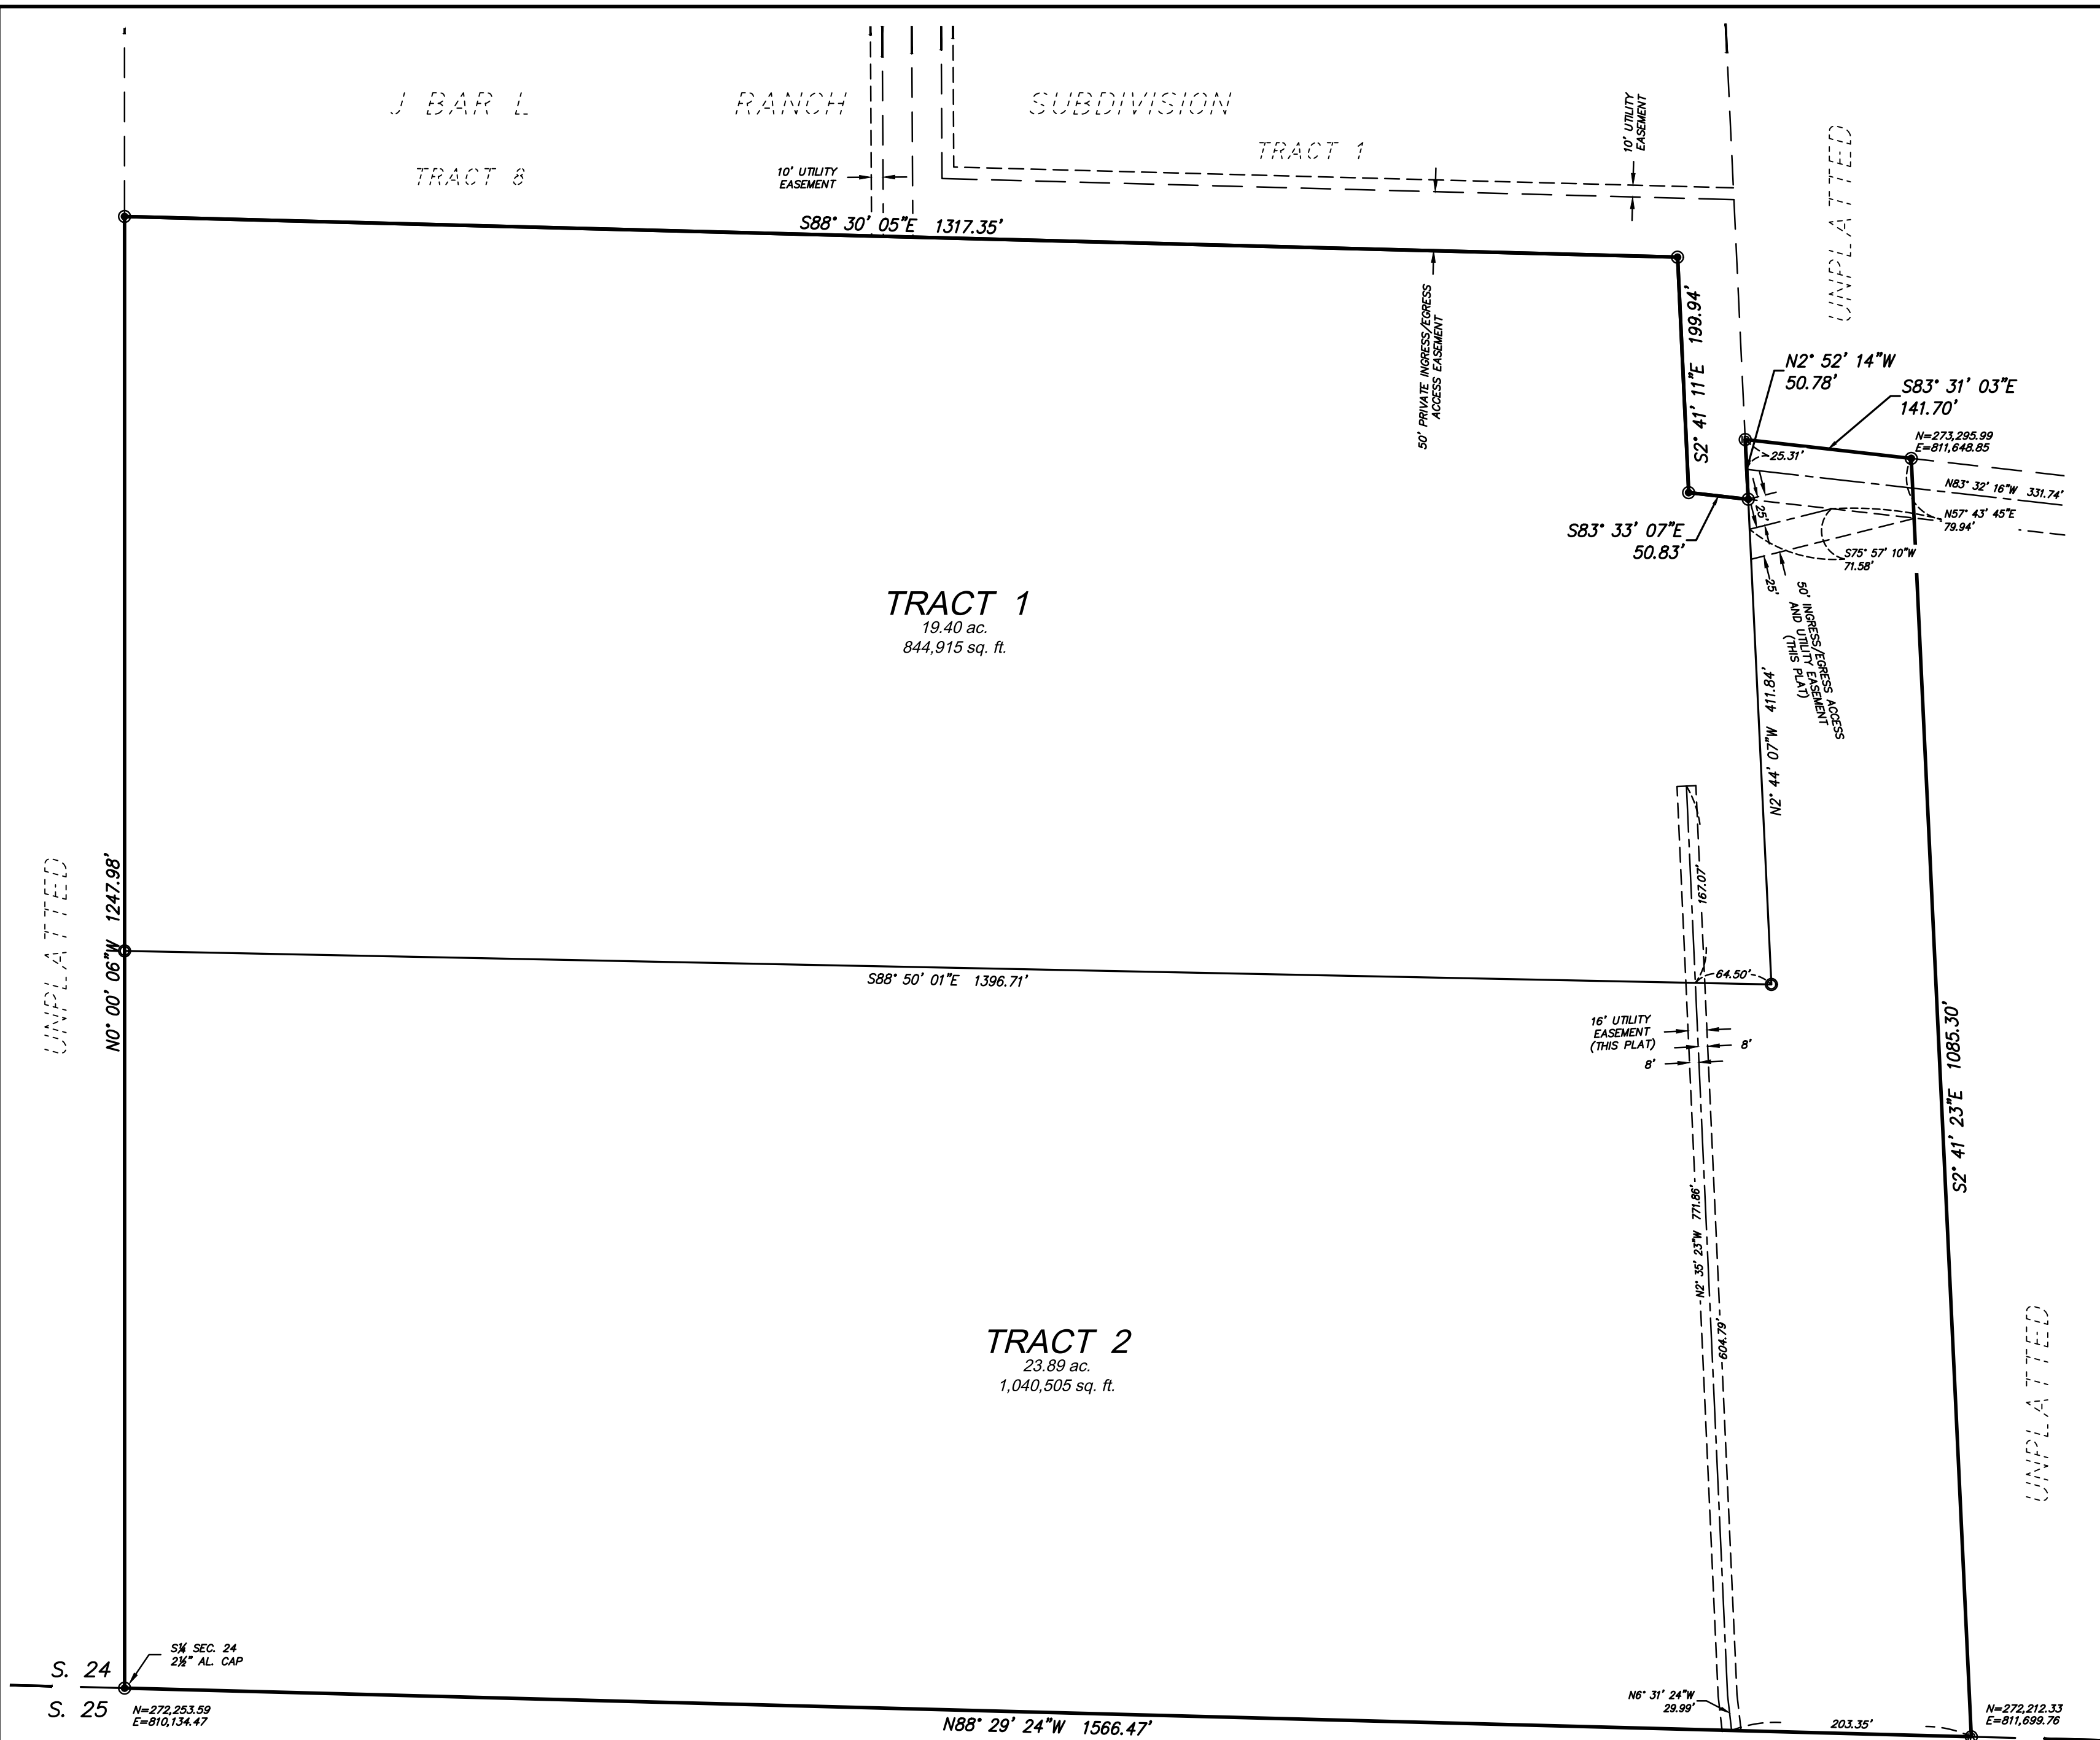 J BAR L RANCH SUBDIVISION
TRACT 8
TRACT 1
10' UTILITY
EASEMENT
10' UTILITY
EASEMENT
UNPLATTED
S88° 30' 05"E 1317.35'
50' PRIVATE INGRESS/EGRESS
ACCESS EASEMENT
S2° 41' 11"E 199.94'
N2° 52' 14"W
50.78'
S83° 31' 03"E
141.70'
N=273,295.99
E=811,648.85
25.31'
N83° 32' 16"W 331.74'
N57° 43' 45"E
79.94'
25'
S83° 33' 07"E
50.83'
S75° 57' 10"W
71.58'
25'
50' INGRESS/EGRESS ACCESS
AND UTILITY EASEMENT
(THIS PLAT)
TRACT 1
19.40 ac.
844,915 sq. ft.
N2° 44' 07"W 411.84'
UNPLATTED
N0° 00' 06"W 1247.98'
167.07'
S88° 50' 01"E 1396.71'
64.50'
16' UTILITY
EASEMENT
(THIS PLAT)
8'
8'
S2° 41' 23"E 1085.30'
N2° 35' 23"W 771.86'
604.79'
TRACT 2
23.89 ac.
1,040,505 sq. ft.
UNPLATTED
S¼ SEC. 24
2½" AL. CAP
S. 24
S. 25
N=272,253.59
E=810,134.47
N88° 29' 24"W 1566.47'
N6° 31' 24"W
29.99'
203.35'
N=272,212.33
E=811,699.76